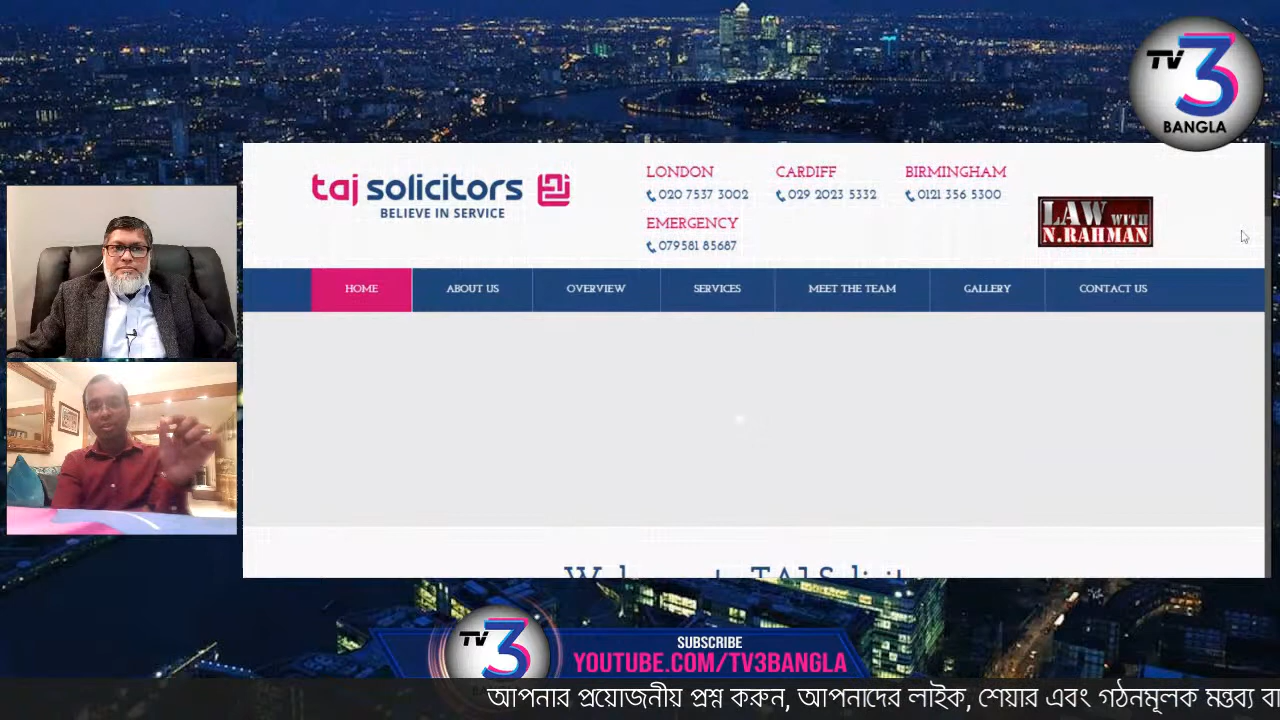 TV 3
BANGLA
taj solicitors
BELIEVE IN SERVICE
LONDON
020 7537 3002
CARDIFF
029 2023 5332
BIRMINGHAM
0121 356 5300
EMERGENCY
079581 85687
LAW WITH
N.RAHMAN
HOME ABOUT US OVERVIEW SERVICES MEET THE TEAM GALLERY CONTACT US
TV 3
SUBSCRIBE
YOUTUBE.COM/TV3BANGLA
আপনার প্রয়োজনীয় প্রশ্ন করুন, আপনাদের লাইক, শেয়ার এবং গঠনমূলক মন্তব্য